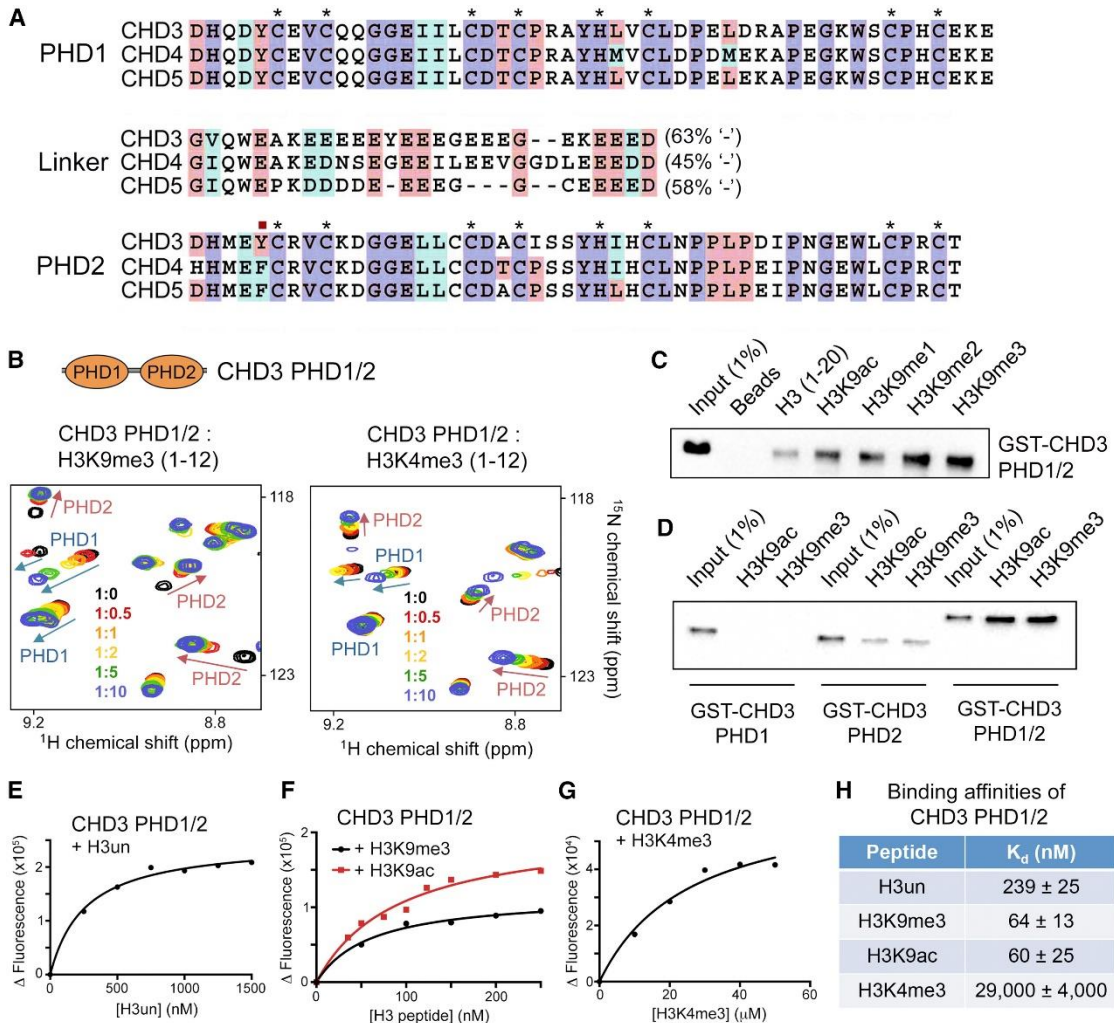 A
PHD1
* * * * * * * *
CHD3 DHQDYCEVCQQGGEIILCDTCPRAYHLVCLDPELDRAPEGKWSCPHCEKE
CHD4 DHQDYCEVCQQGGEIILCDTCPRAYHMVCLDPDMEKAPEGKWSCPHCEKE
CHD5 DHQDYCEVCQQGGEIILCDTCPRAYHLVCLDPELEKAPEGKWSCPHCEKE
Linker
CHD3 GVQWEAKEEEEEYEEEGEEEG--EKEEEED (63% '-')
CHD4 GIQWEAKEDNSEGEEILEEVGGDLEEEDD (45% '-')
CHD5 GIQWEPKDDDDE-EEEG---G--CEEEEED (58% '-')
PHD2
* * * * * * * *
CHD3 DHMEYCRVCKDGGELLCCDACISSYHIHCLNPPLPDIPNGEWLCPRCT
CHD4 HHMEFCRVCKDGGELLCCDTCPSSYHIHCLNPPLPEIPNGEWLCPRCT
CHD5 DHMEFCRVCKDGGELLCCDACPSSYHLHCLNPPLPEIPNGEWLCPRCT
B
PHD1 PHD2 CHD3 PHD1/2
CHD3 PHD1/2 :
H3K9me3 (1-12)
PHD2
PHD1
PHD2
PHD1
PHD2
1:0
1:0.5
1:1
1:2
1:5
1:10
118
123
9.2 8.8
¹H chemical shift (ppm)
CHD3 PHD1/2 :
H3K4me3 (1-12)
PHD2
PHD1
PHD2
PHD1
PHD2
1:0
1:0.5
1:1
1:2
1:5
1:10
118
123
9.2 8.8
¹H chemical shift (ppm)
¹⁵N chemical shift (ppm)
C
Input (1%)
Beads
H3 (1-20)
H3K9ac
H3K9me1
H3K9me2
H3K9me3
GST-CHD3
PHD1/2
D
Input (1%)
H3K9ac
H3K9me3
Input (1%)
H3K9ac
H3K9me3
Input (1%)
H3K9ac
H3K9me3
GST-CHD3
PHD1
GST-CHD3
PHD2
GST-CHD3
PHD1/2
E
CHD3 PHD1/2
+ H3un
Δ Fluorescence (x10⁵)
2
1
0
0 500 1000 1500
[H3un] (nM)
F
CHD3 PHD1/2
+ H3K9me3
+ H3K9ac
Δ Fluorescence (x10⁵)
2
1
0
0 100 200
[H3 peptide] (nM)
G
CHD3 PHD1/2
+ H3K4me3
Δ Fluorescence (x10⁴)
4
2
0
0 20 40 60
[H3K4me3] (μM)
H
Binding affinities of
CHD3 PHD1/2
Peptide K_d (nM)
H3un 239 ± 25
H3K9me3 64 ± 13
H3K9ac 60 ± 25
H3K4me3 29,000 ± 4,000